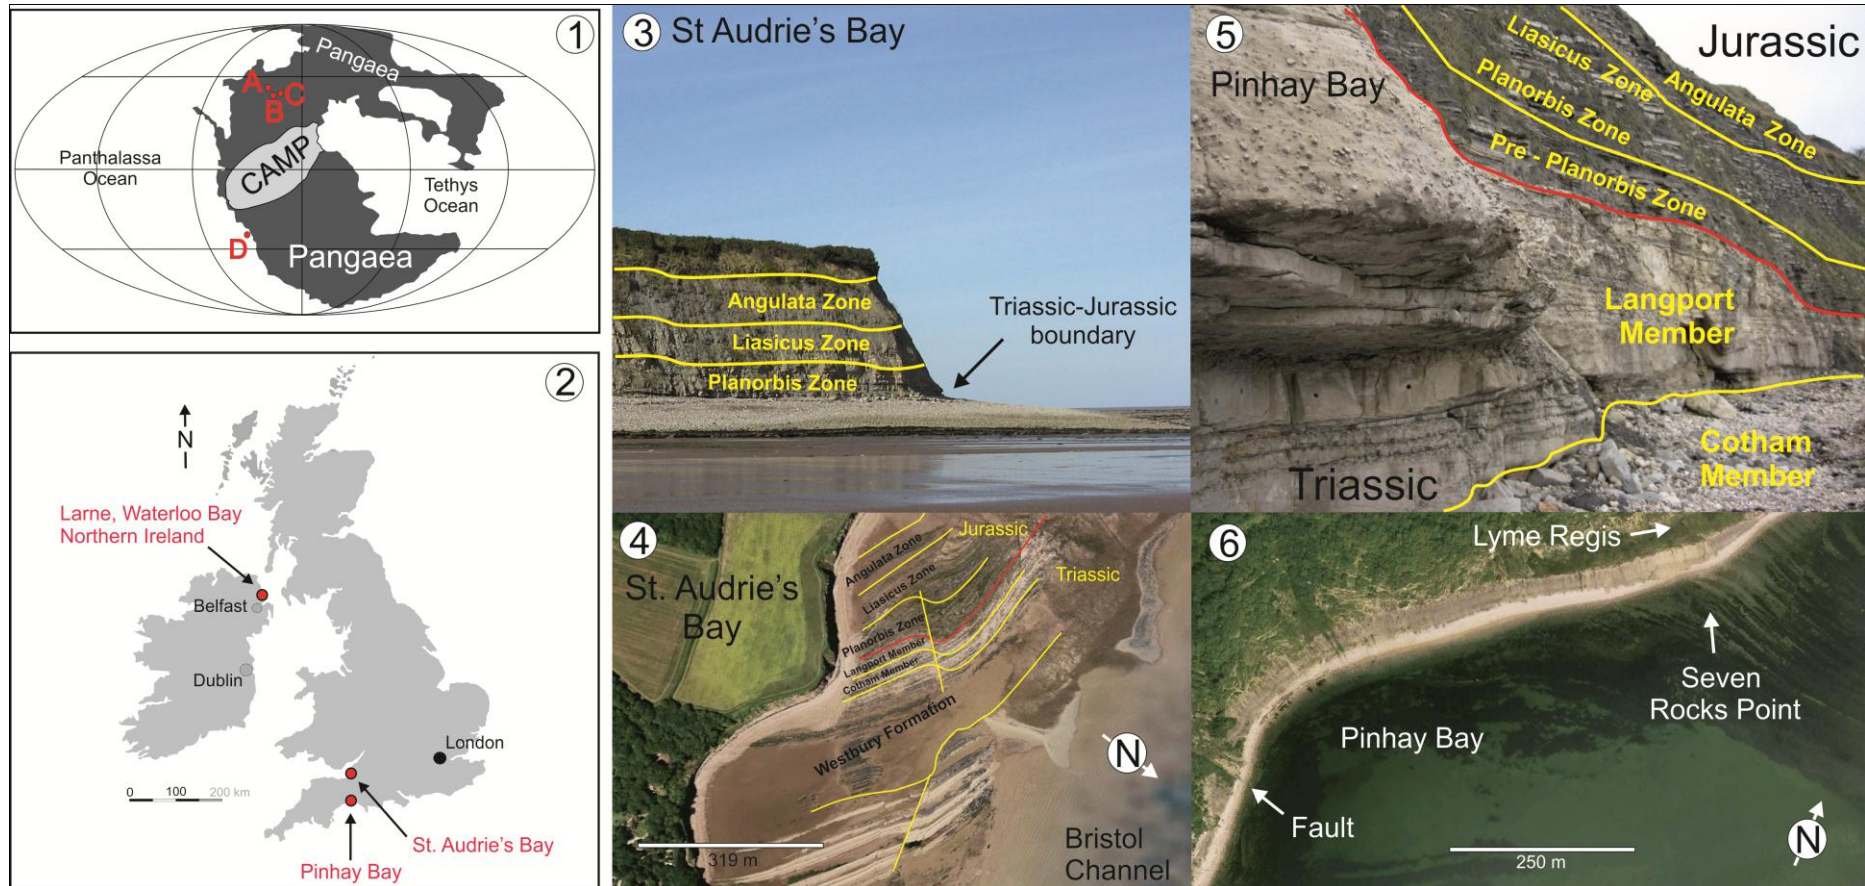 1
Pangaea
A
B
C
CAMP
Panthalassa
Ocean
Tethys
Ocean
D
Pangaea
2
N
Larne, Waterloo Bay
Northern Ireland
Belfast
Dublin
London
0 100 200 km
St. Audrie's Bay
Pinhay Bay
3 St Audrie's Bay
Angulata Zone
Liasicus Zone
Planorbis Zone
Triassic-Jurassic
boundary
4
St. Audrie's
Bay
Jurassic
Triassic
Angulata Zone
Liasicus Zone
Planorbis Zone
Langport Member
Cotham Member
Westbury Formation
N
319 m
Bristol
Channel
5
Jurassic
Pinhay Bay
Liasicus Zone
Angulata Zone
Planorbis Zone
Pre - Planorbis Zone
Langport
Member
Triassic
Cotham
Member
6
Lyme Regis
Seven
Rocks Point
Pinhay Bay
Fault
250 m
N